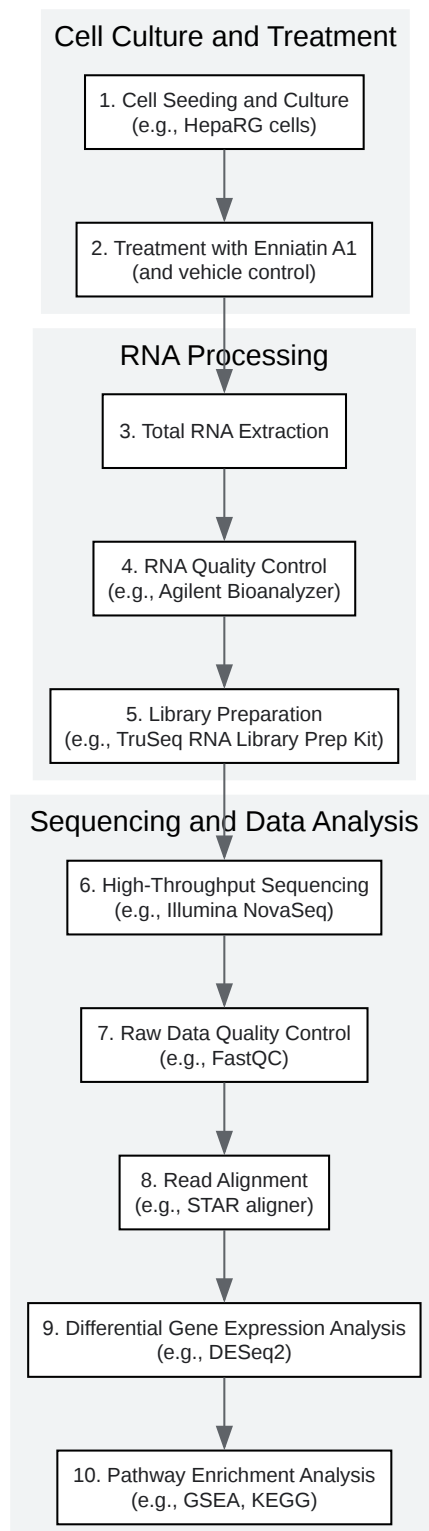 Cell Culture and Treatment
1. Cell Seeding and Culture
(e.g., HepaRG cells)
2. Treatment with Enniatin A1
(and vehicle control)
RNA Processing
3. Total RNA Extraction
4. RNA Quality Control
(e.g., Agilent Bioanalyzer)
5. Library Preparation
(e.g., TruSeq RNA Library Prep Kit)
Sequencing and Data Analysis
6. High-Throughput Sequencing
(e.g., Illumina NovaSeq)
7. Raw Data Quality Control
(e.g., FastQC)
8. Read Alignment
(e.g., STAR aligner)
9. Differential Gene Expression Analysis
(e.g., DESeq2)
10. Pathway Enrichment Analysis
(e.g., GSEA, KEGG)